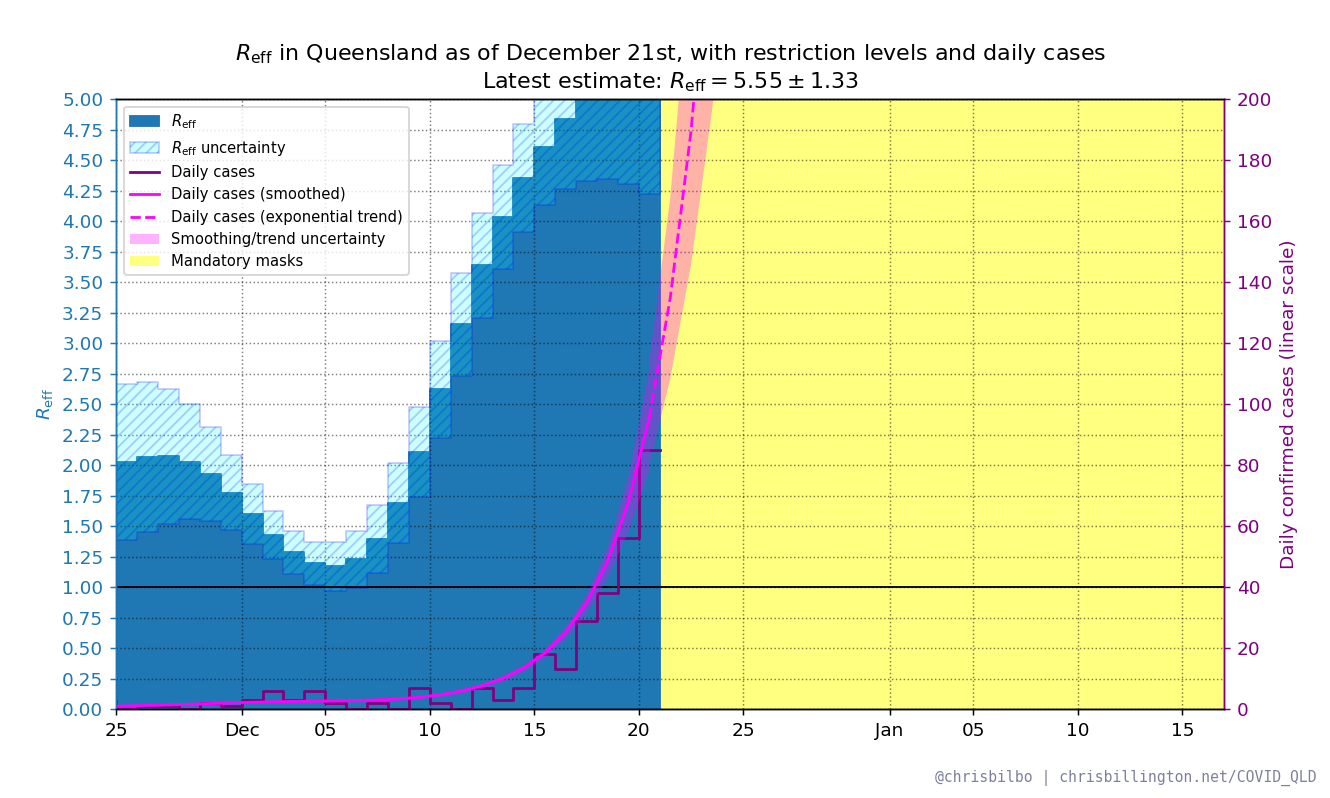 Reff in Queensland as of December 21st, with restriction levels and daily cases
Latest estimate: Reff = 5.55 ± 1.33
Reff
Reff uncertainty
Daily cases
Daily cases (smoothed)
Daily cases (exponential trend)
Smoothing/trend uncertainty
Mandatory masks
Reff
5.00
4.75
4.50
4.25
4.00
3.75
3.50
3.25
3.00
2.75
2.50
2.25
2.00
1.75
1.50
1.25
1.00
0.75
0.50
0.25
0.00
200
180
160
140
120
100
80
60
40
20
0
Daily confirmed cases (linear scale)
25 Dec 05 10 15 20 25 Jan 05 10 15
@chrisbilbo | chrisbillington.net/COVID_QLD